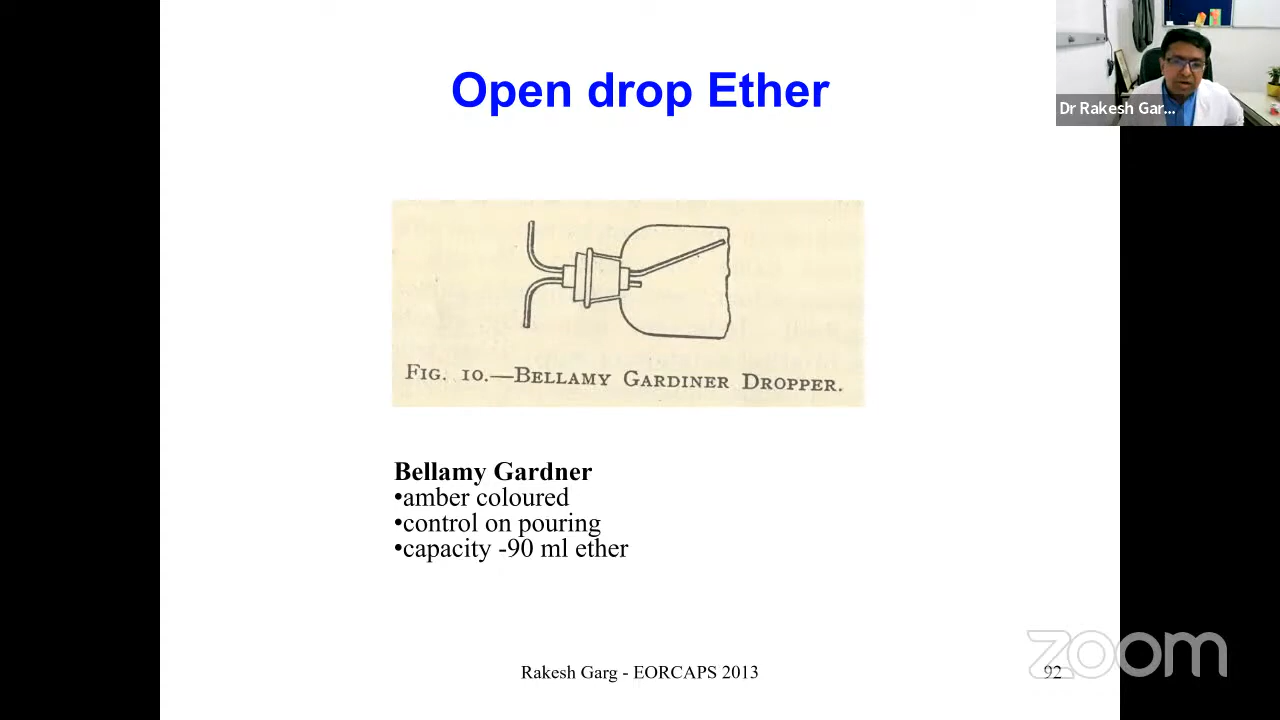 Open drop Ether
Dr Rakesh Gar...
FIG. 10.—BELLAMY GARDINER DROPPER.
Bellamy Gardner
•amber coloured
•control on pouring
•capacity -90 ml ether
Rakesh Garg - EORCAPS 2013
92
zoom